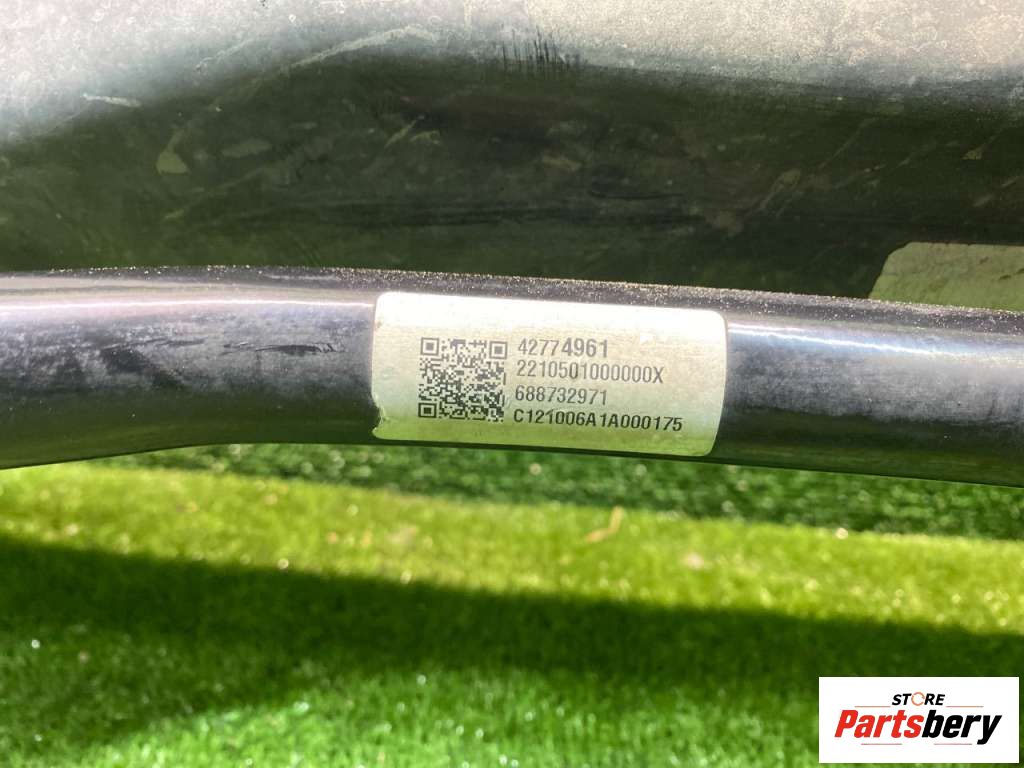 42774961
2210501000000X
688732971
C121006A1A000175
STORE
Partsbery